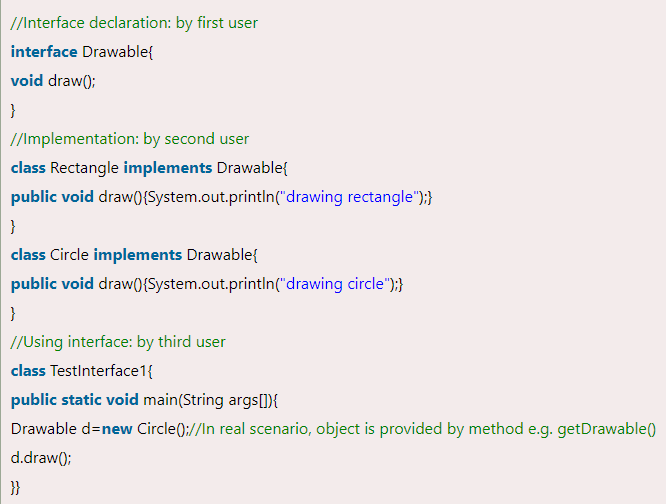 //Interface declaration: by first user
interface Drawable{
void draw();
}
//Implementation: by second user
class Rectangle implements Drawable{
public void draw(){System.out.println("drawing rectangle");}
}
class Circle implements Drawable{
public void draw(){System.out.println("drawing circle");}
}
//Using interface: by third user
class TestInterface1{
public static void main(String args[]){
Drawable d=new Circle();//In real scenario, object is provided by method e.g. getDrawable()
d.draw();
}}